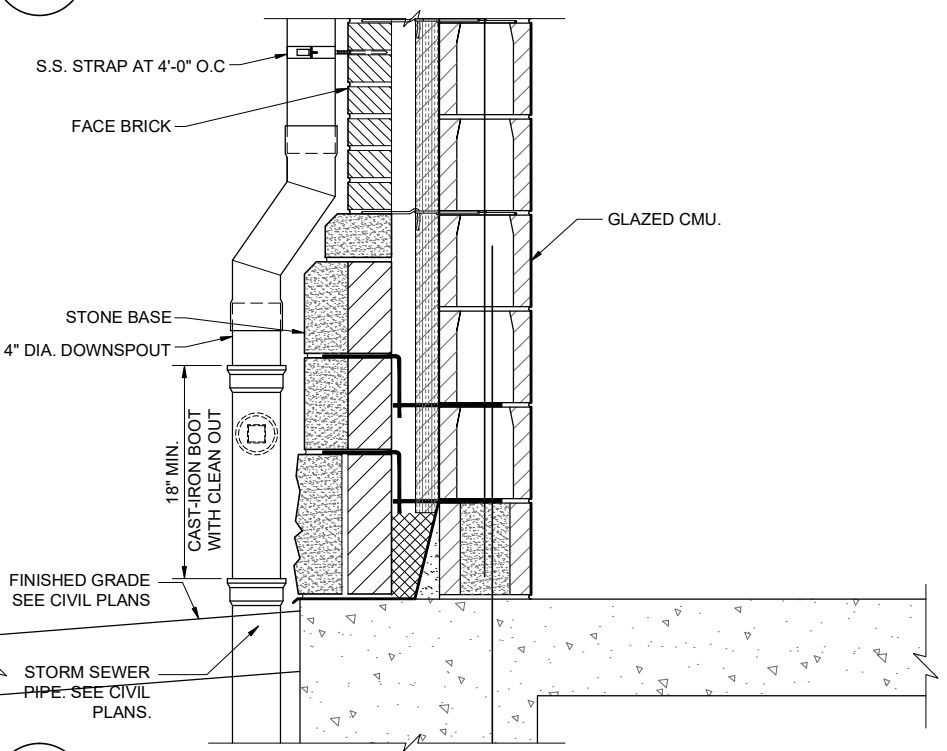 S.S. STRAP AT 4'-0" O.C
FACE BRICK
GLAZED CMU.
STONE BASE
4" DIA. DOWNSPOUT
18" MIN.
CAST-IRON BOOT
WITH CLEAN OUT
FINISHED GRADE
SEE CIVIL PLANS
STORM SEWER
PIPE. SEE CIVIL
PLANS.